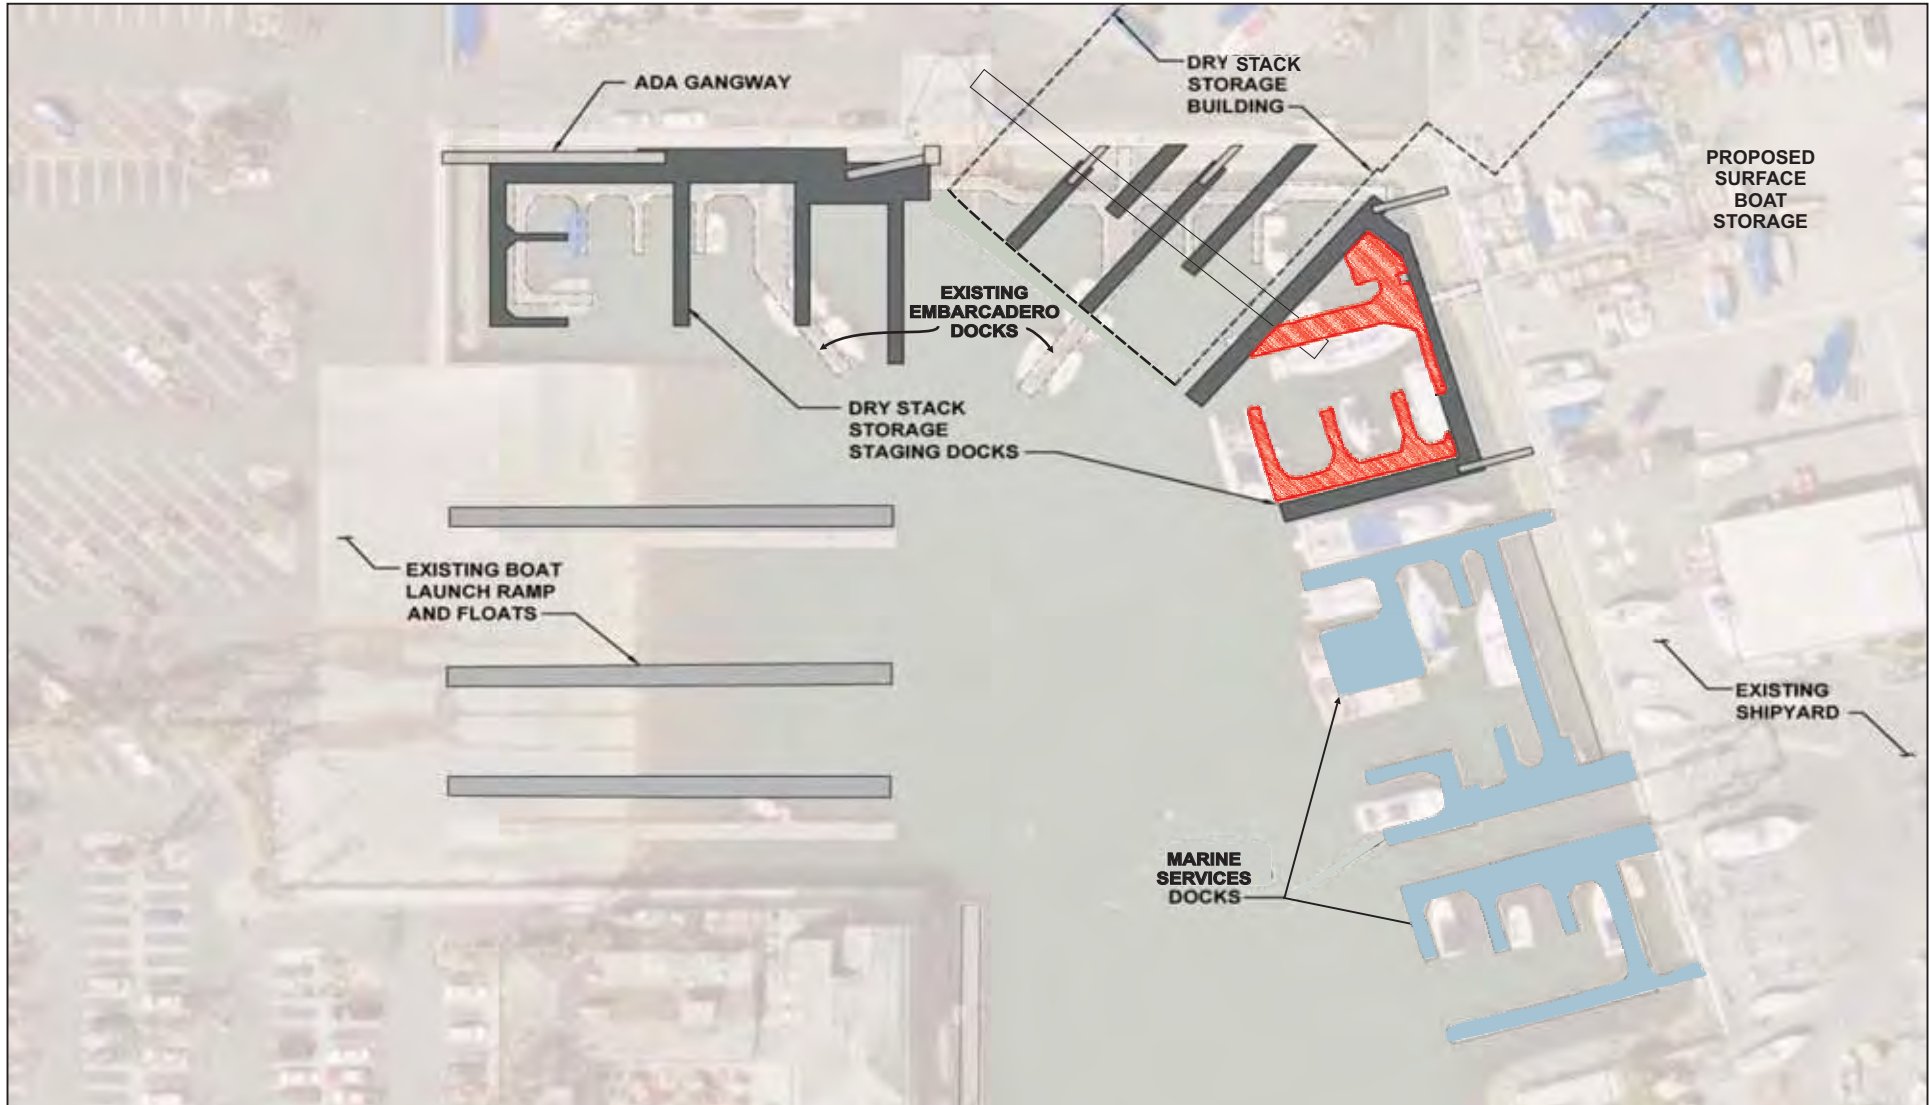 ADA GANGWAY
DRY STACK
STORAGE
BUILDING
PROPOSED
SURFACE
BOAT
STORAGE
EXISTING
EMBARCADERO
DOCKS
DRY STACK
STORAGE
STAGING DOCKS
EXISTING BOAT
LAUNCH RAMP
AND FLOATS
EXISTING
SHIPYARD
MARINE
SERVICES
DOCKS